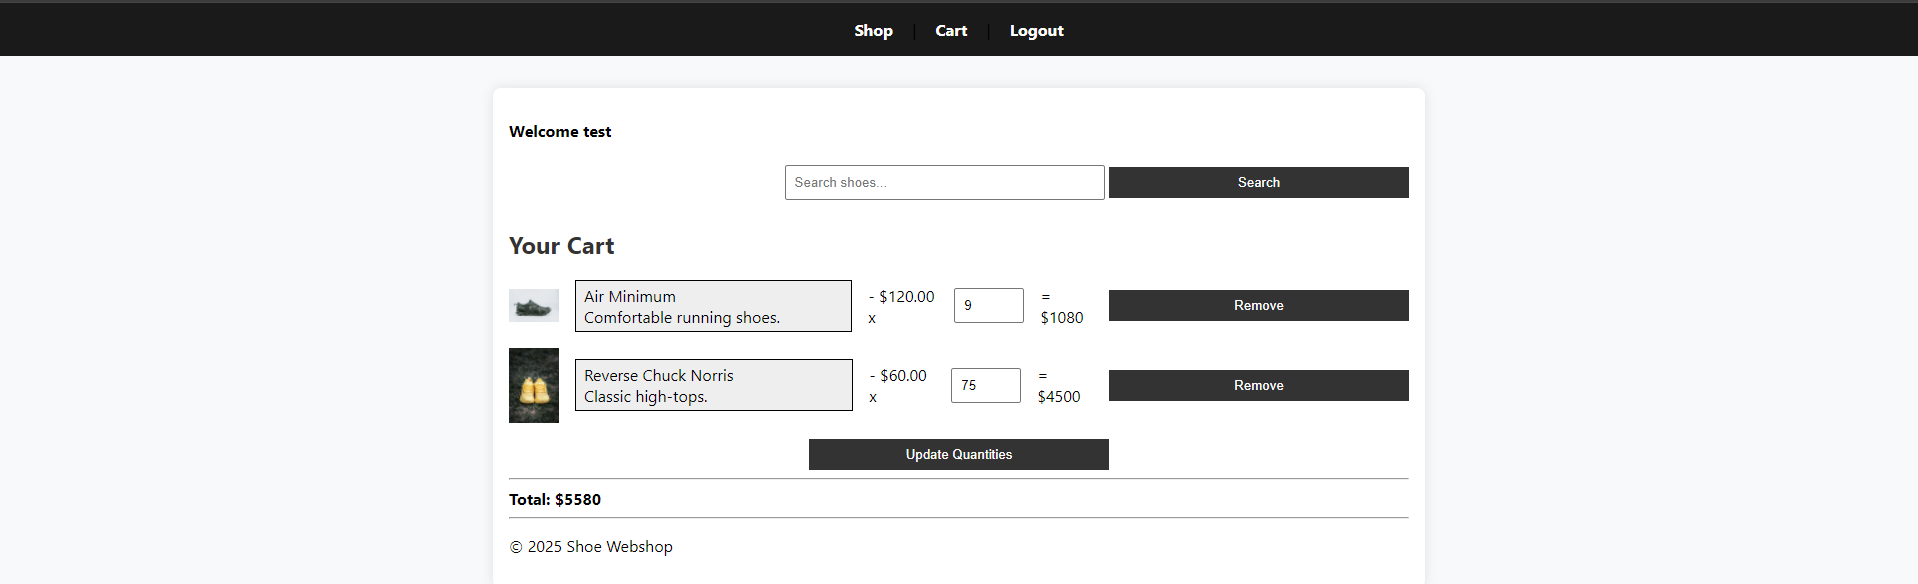 Shop | Cart | Logout
Welcome test
Search shoes... Search
Your Cart
Air Minimum
Comfortable running shoes.
- $120.00
x
9
=
$1080
Remove
Reverse Chuck Norris
Classic high-tops.
- $60.00
x
75
=
$4500
Remove
Update Quantities
Total: $5580
© 2025 Shoe Webshop